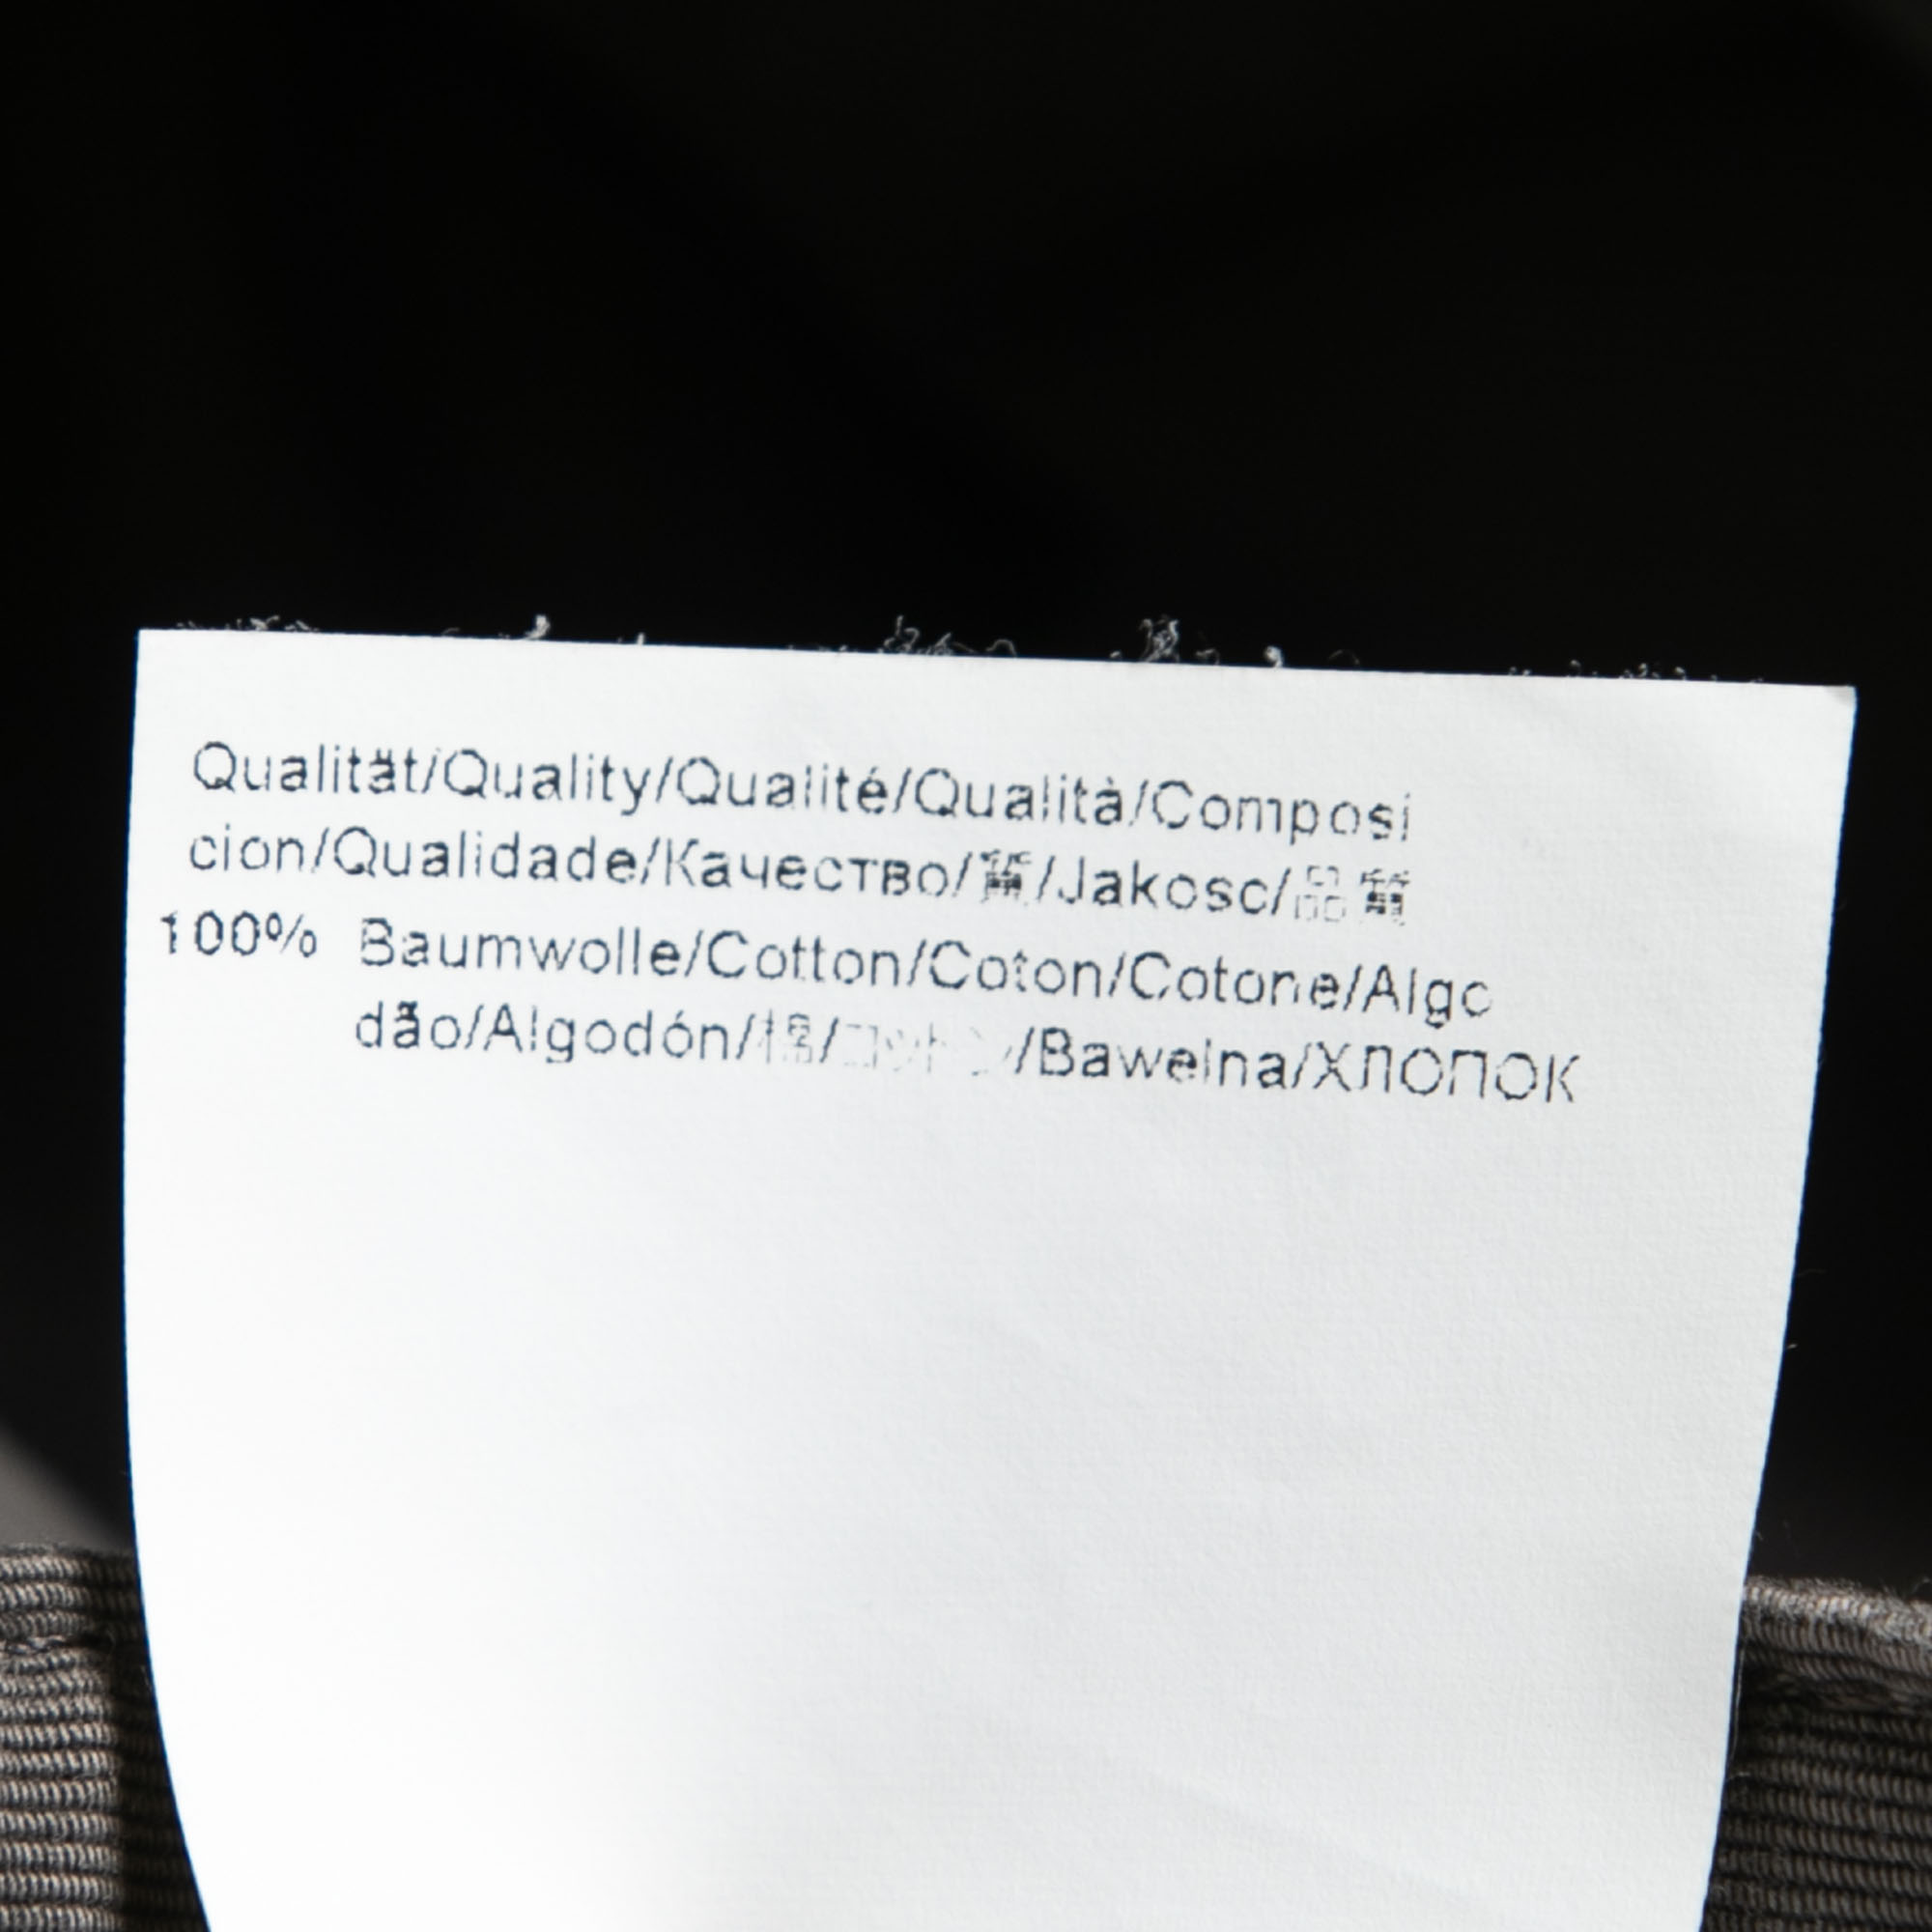 Qualität/Quality/Qualité/Qualità/Composi
cion/Qualidade/Качество/質/Jakosc/品質
100% Baumwolle/Cotton/Coton/Cotone/Algo
dão/Algodón/棉/コットン/Bawelna/ХЛОПОК